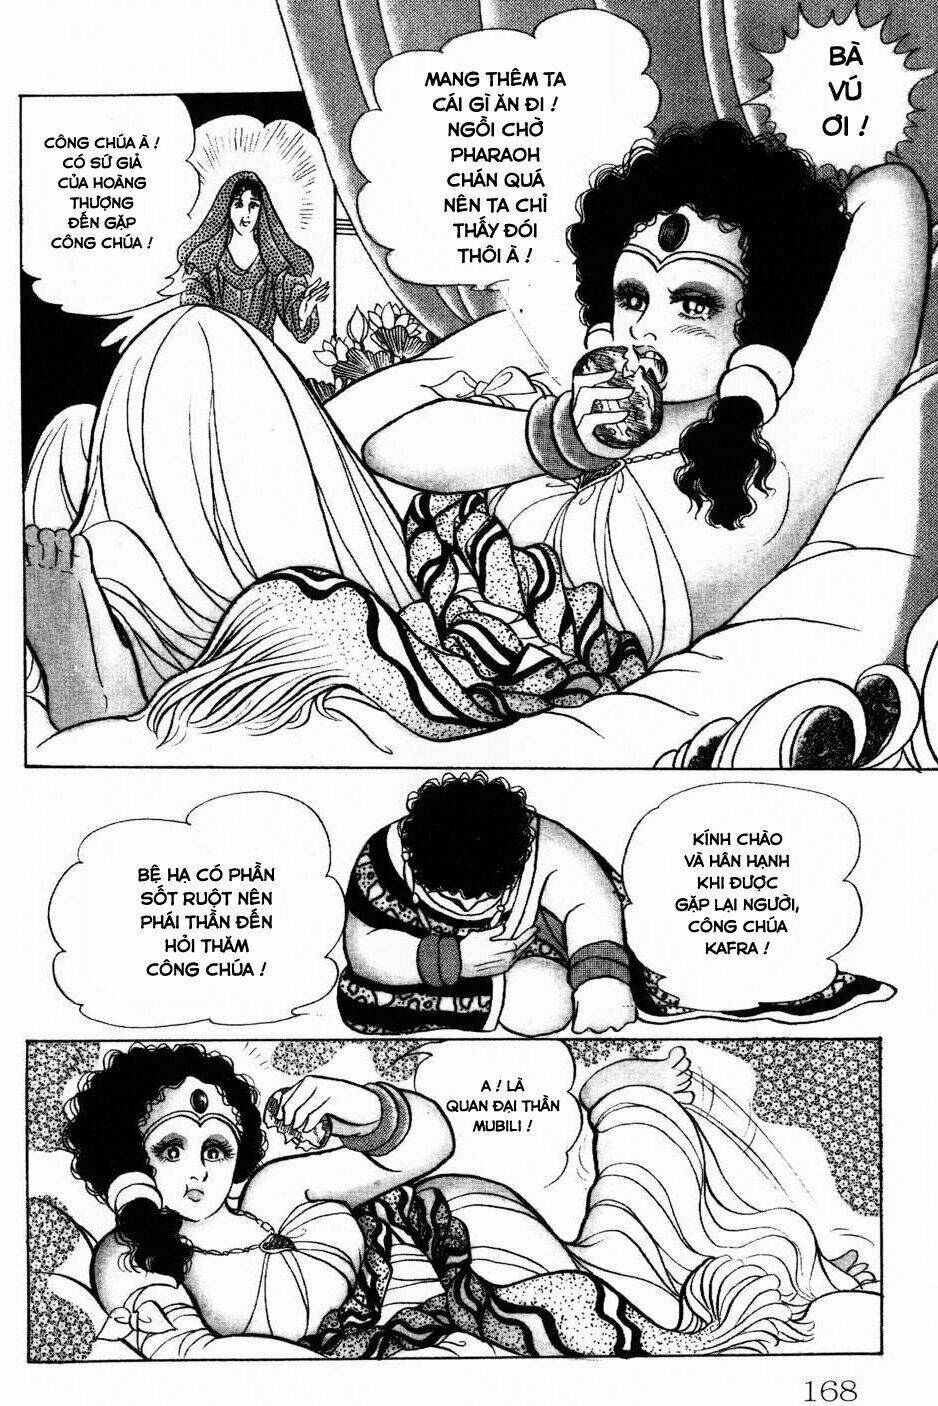 BÀ
VÚ
ƠI !
MANG THÊM TA
CÁI GÌ ĂN ĐI !
NGỒI CHỜ
PHARAOH
CHÁN QUÁ
NÊN TA CHỈ
THẤY ĐÓI
THÔI À !
CÔNG CHÚA À !
CÓ SỨ GIẢ
CỦA HOÀNG
THƯỢNG
ĐẾN GẶP
CÔNG CHÚA !
KÍNH CHÀO
VÀ HÂN HẠNH
KHI ĐƯỢC
GẶP LẠI NGƯỜI,
CÔNG CHÚA
KAFRA !
BỆ HẠ CÓ PHẦN
SỐT RUỘT NÊN
PHÁI THẦN ĐẾN
HỎI THĂM
CÔNG CHÚA !
A ! LÀ
QUAN ĐẠI THẦN
MUBILI !
168